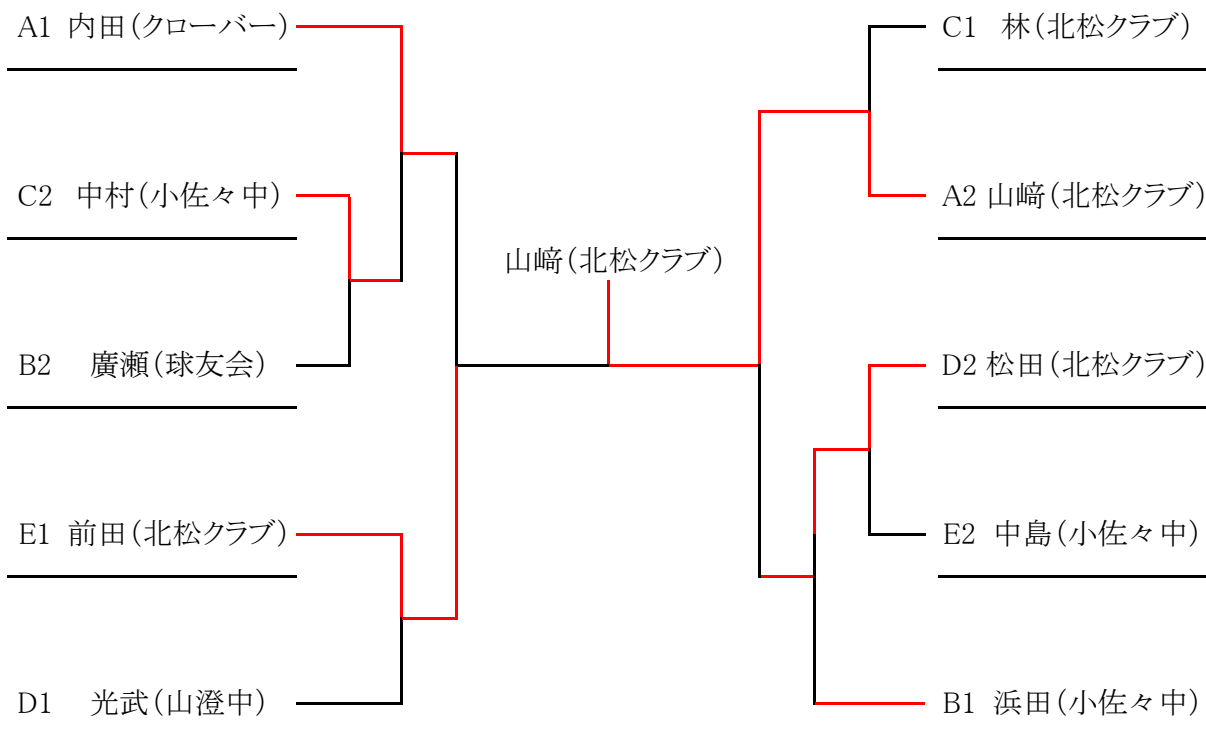 A1 内田(クローバー)
C2 中村(小佐々中)
B2 廣瀬(球友会)
E1 前田(北松クラブ)
D1 光武(山澄中)
山﨑(北松クラブ)
C1 林(北松クラブ)
A2 山﨑(北松クラブ)
D2 松田(北松クラブ)
E2 中島(小佐々中)
B1 浜田(小佐々中)